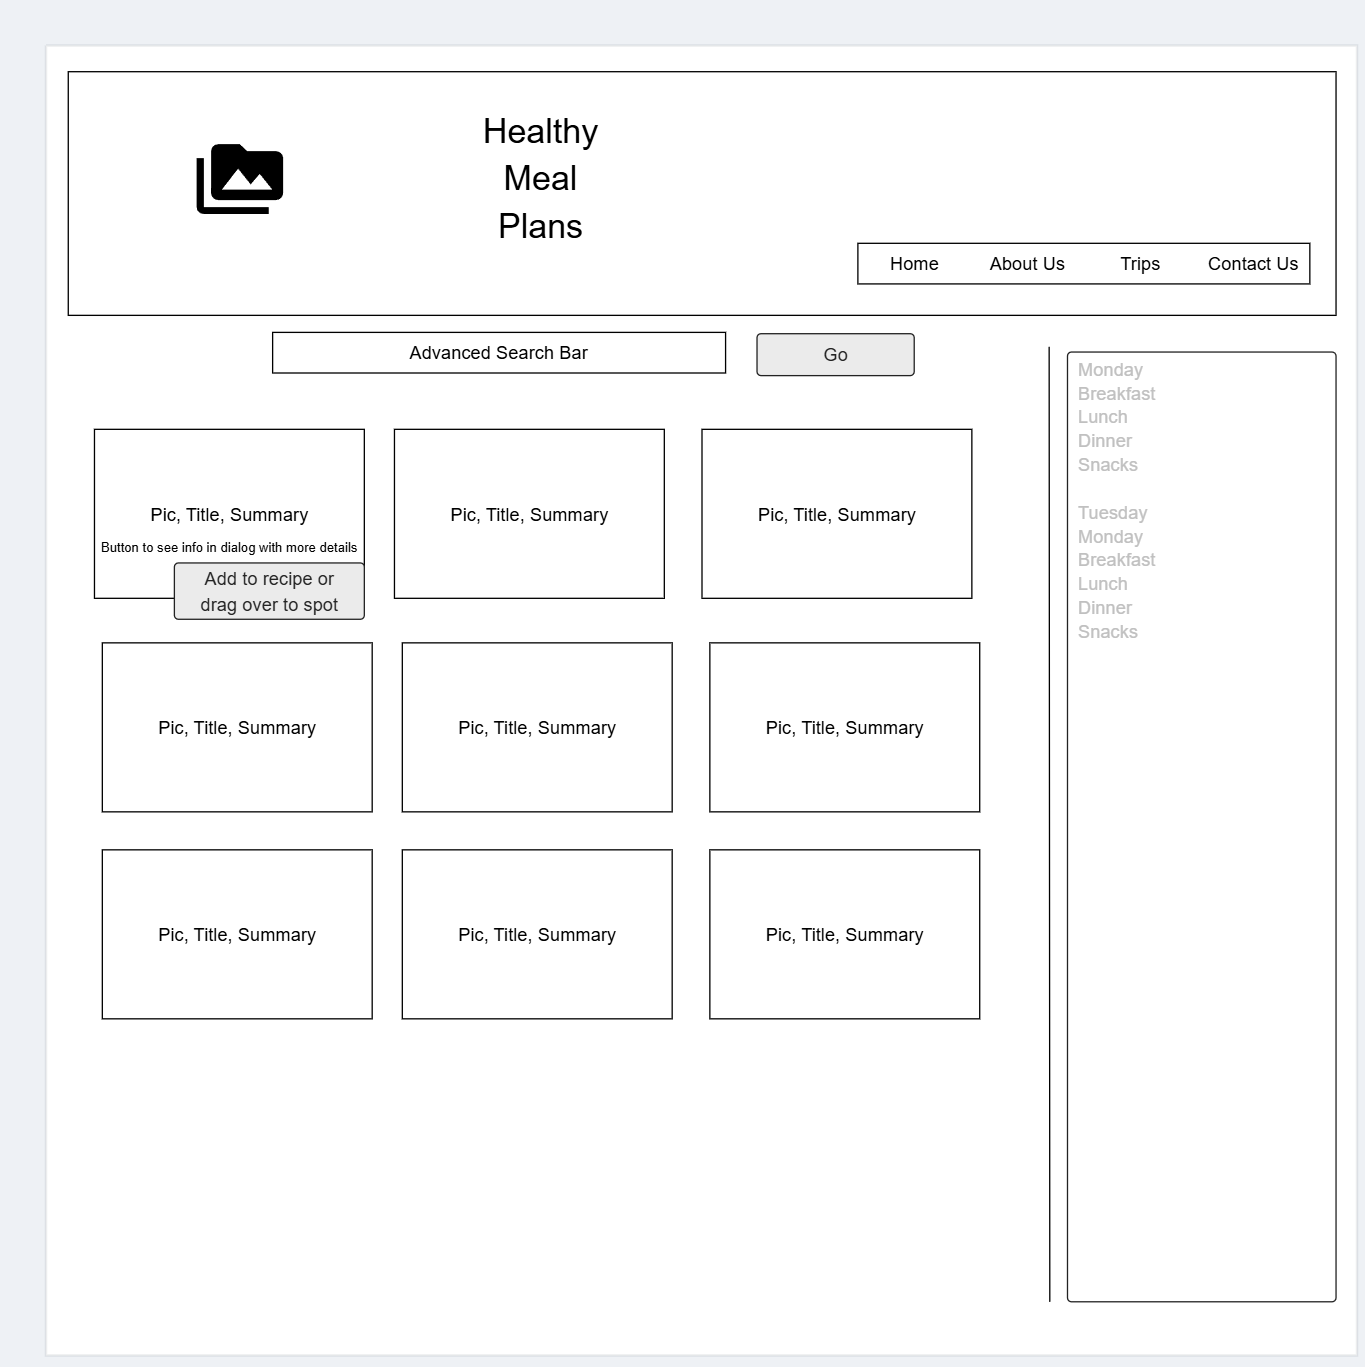 Healthy
Meal
Plans
Home About Us Trips Contact Us
Advanced Search Bar
Go
Pic, Title, Summary
Button to see info in dialog with more details
Add to recipe or
drag over to spot
Pic, Title, Summary
Pic, Title, Summary
Pic, Title, Summary
Pic, Title, Summary
Pic, Title, Summary
Pic, Title, Summary
Pic, Title, Summary
Pic, Title, Summary
Monday
Breakfast
Lunch
Dinner
Snacks
Tuesday
Monday
Breakfast
Lunch
Dinner
Snacks